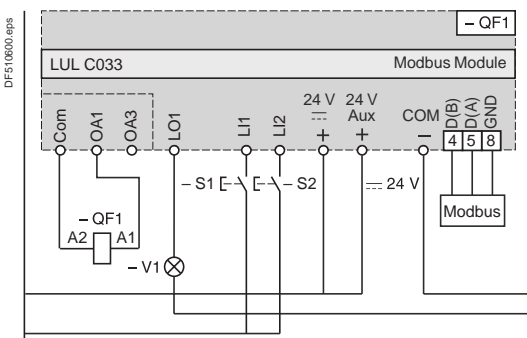 DF510600.eps
– QF1
LUL C033 Modbus Module
Com OA1 OA3 LO1 LI1 LI2 24 V + 24 V Aux + COM – D(B) D(A) GND
4 5 8
– S1 – S2 24 V
Modbus
– QF1
A2 A1
– V1